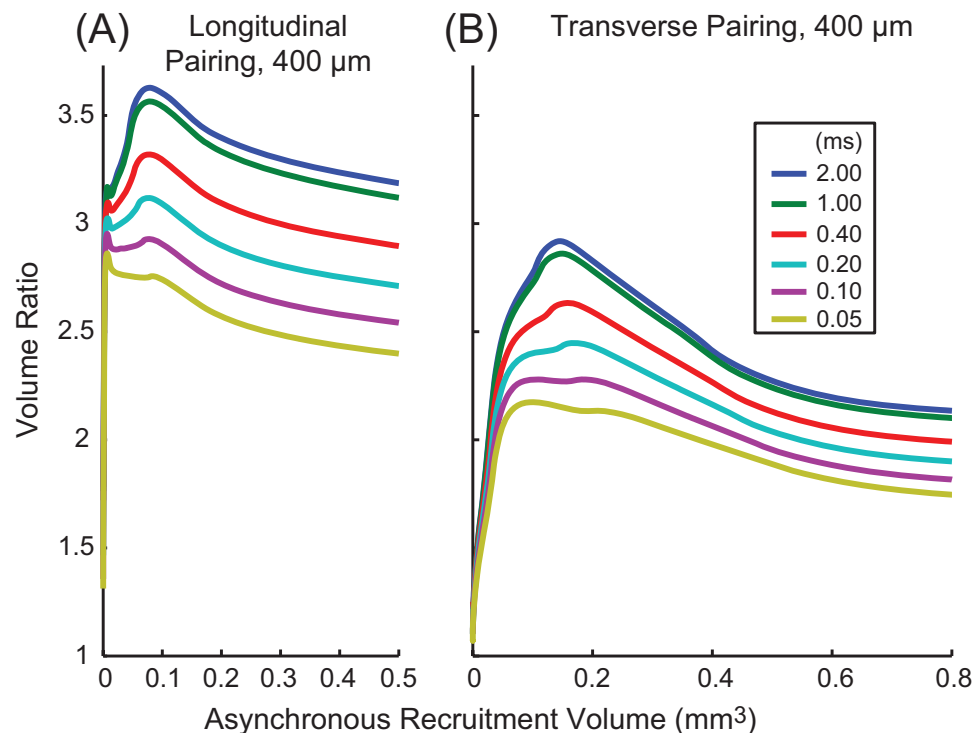 (A) Longitudinal Pairing, 400 µm
(B) Transverse Pairing, 400 µm
Volume Ratio
3.5
3
2.5
2
1.5
1
0 0.1 0.2 0.3 0.4 0.5
0 0.2 0.4 0.6 0.8
(ms)
2.00
1.00
0.40
0.20
0.10
0.05
Asynchronous Recruitment Volume (mm³)